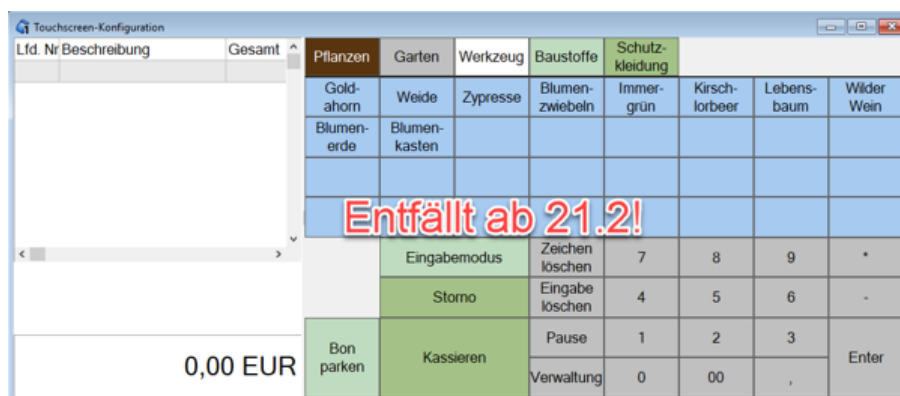 Touchscreen-Konfiguration
Lfd. Nr Beschreibung Gesamt
Pflanzen Garten Werkzeug Baustoffe Schutz-
kleidung
Gold-
ahorn Weide Zypresse Blumen-
zwiebeln Immer-
grün Kirsch-
lorbeer Lebens-
baum Wilder
Wein
Blumen-
erde Blumen-
kasten
Entfällt ab 21.2!
Eingabemodus Zeichen
löschen 7 8 9 *
Storno Eingabe
löschen 4 5 6 -
Bon
parken Kassieren Pause 1 2 3 Enter
Verwaltung 0 00 ,
0,00 EUR